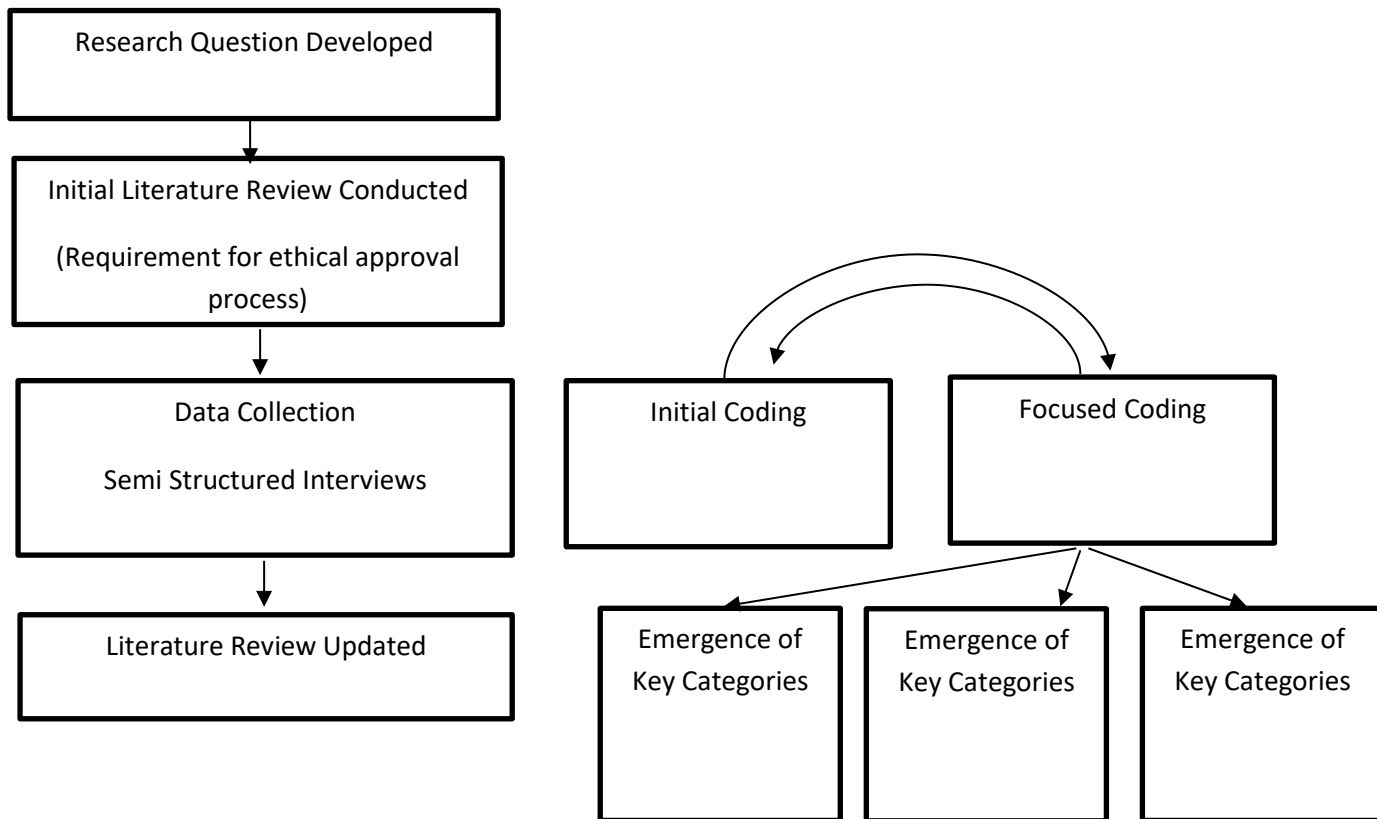 Research Question Developed
Initial Literature Review Conducted
(Requirement for ethical approval
process)
Data Collection
Semi Structured Interviews
Literature Review Updated
Initial Coding
Focused Coding
Emergence of
Key Categories
Emergence of
Key Categories
Emergence of
Key Categories